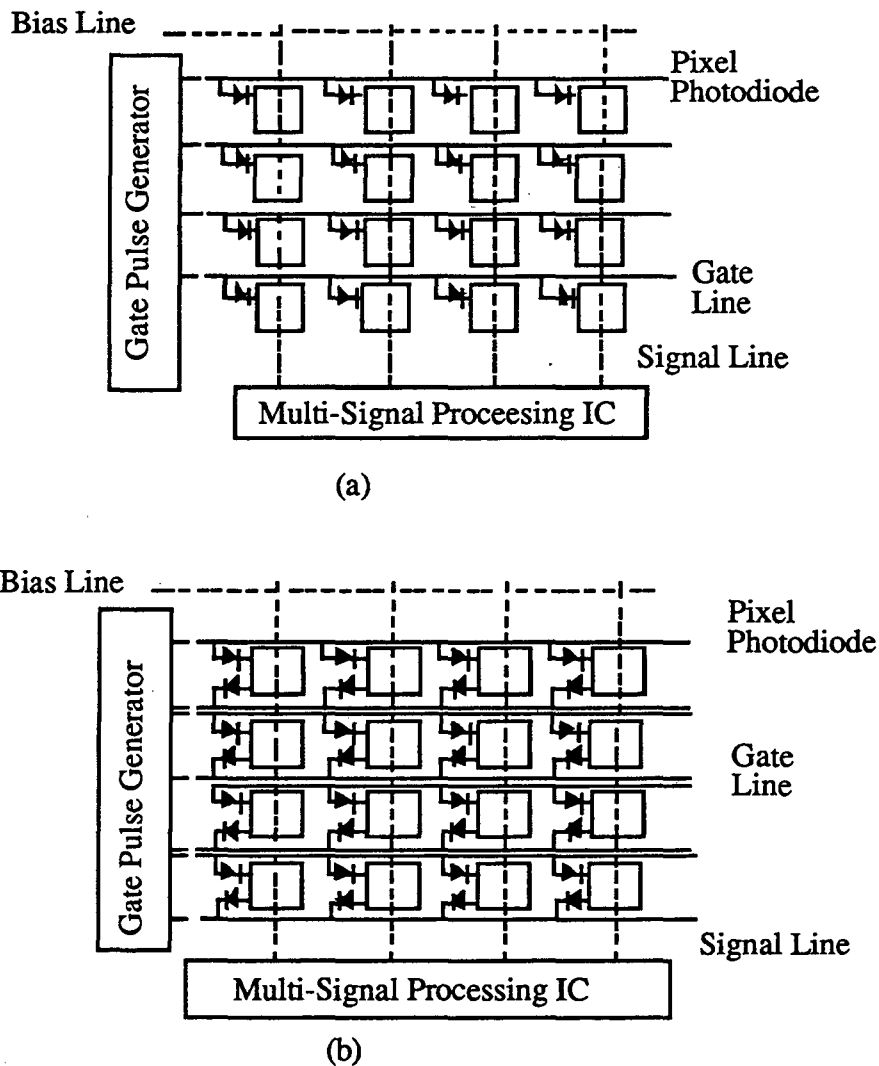 Bias Line
Pixel
Photodiode
Gate Pulse Generator
Gate
Line
Signal Line
Multi-Signal Proceesing IC
(a)
Bias Line
Pixel
Photodiode
Gate Pulse Generator
Gate
Line
Signal Line
Multi-Signal Processing IC
(b)